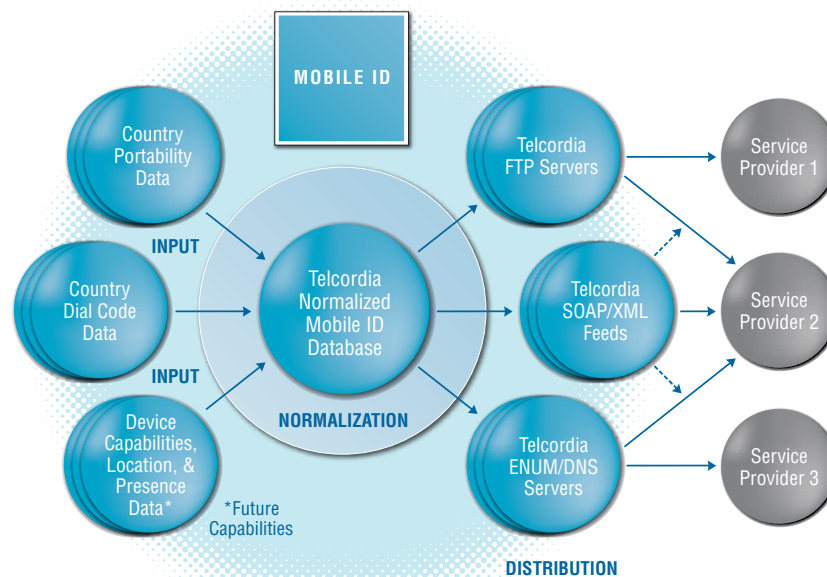 MOBILE ID
Country
Portability
Data
INPUT
Country
Dial Code
Data
INPUT
Device
Capabilities,
Location, &
Presence
Data*
*Future
Capabilities
Telcordia
Normalized
Mobile ID
Database
NORMALIZATION
Telcordia
FTP Servers
Telcordia
SOAP/XML
Feeds
Telcordia
ENUM/DNS
Servers
DISTRIBUTION
Service
Provider 1
Service
Provider 2
Service
Provider 3